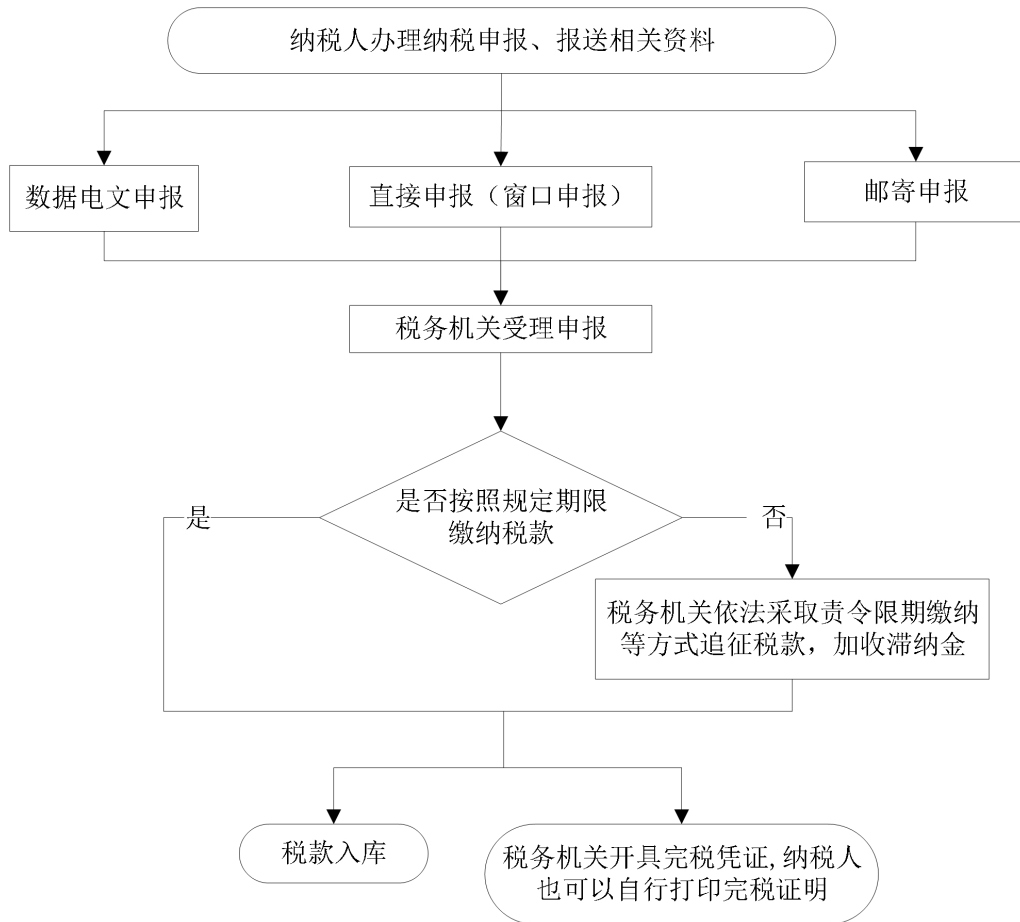 纳税人办理纳税申报、报送相关资料
数据电文申报
直接申报（窗口申报）
邮寄申报
税务机关受理申报
是否按照规定期限
缴纳税款
是
否
税务机关依法采取责令限期缴纳
等方式追征税款，加收滞纳金
税款入库
税务机关开具完税凭证,纳税人
也可以自行打印完税证明